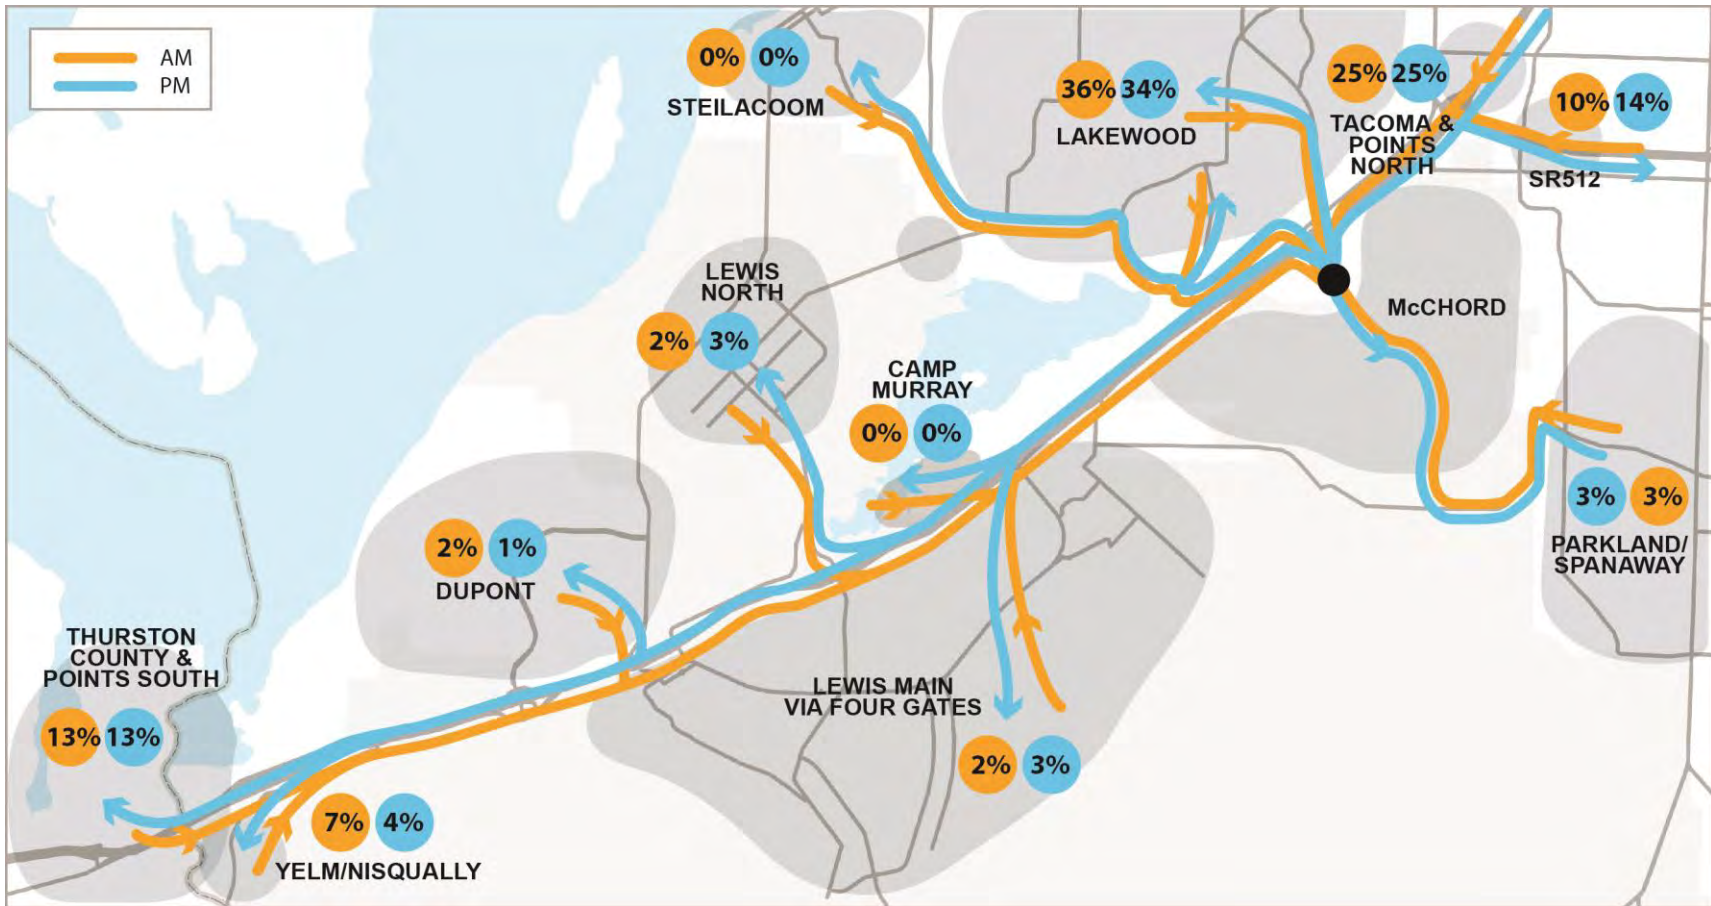 AM
PM
0% 0%
STEILACOOM
36% 34%
LAKEWOOD
25% 25%
TACOMA &
POINTS
NORTH
10% 14%
SR512
LEWIS
NORTH
2% 3%
McCHORD
CAMP
MURRAY
0% 0%
3% 3%
PARKLAND/
SPANAWAY
2% 1%
DUPONT
THURSTON
COUNTY &
POINTS SOUTH
13% 13%
LEWIS MAIN
VIA FOUR GATES
2% 3%
7% 4%
YELM/NISQUALLY